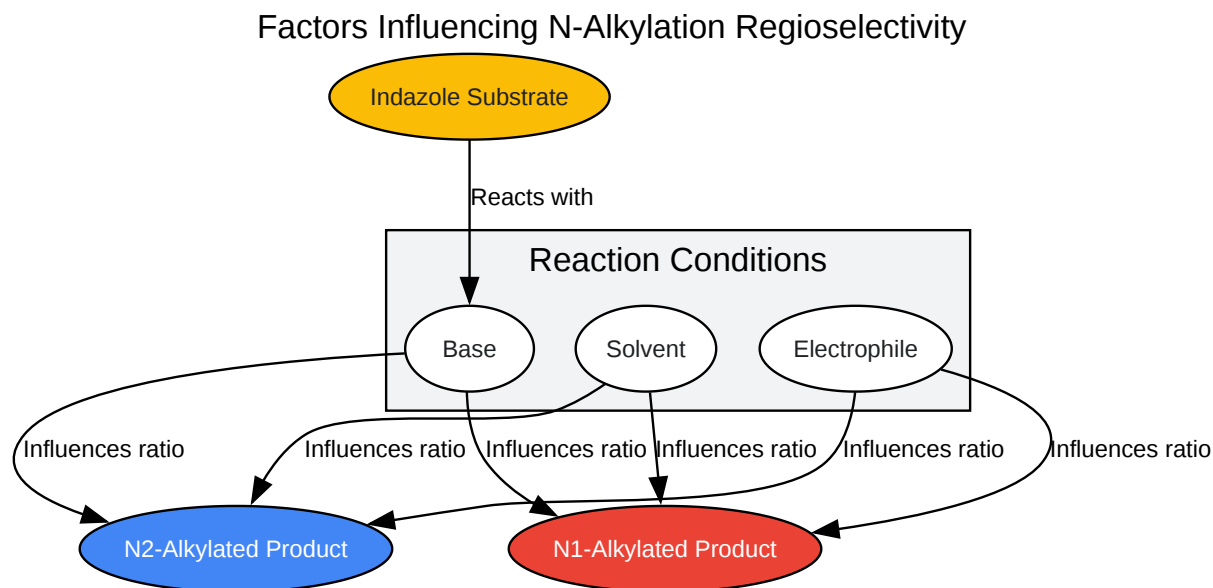 Factors Influencing N-Alkylation Regioselectivity
Indazole Substrate
Reacts with
Reaction Conditions
Base
Solvent
Electrophile
Influences ratio
Influences ratio
Influences ratio
Influences ratio
Influences ratio
Influences ratio
N2-Alkylated Product
N1-Alkylated Product